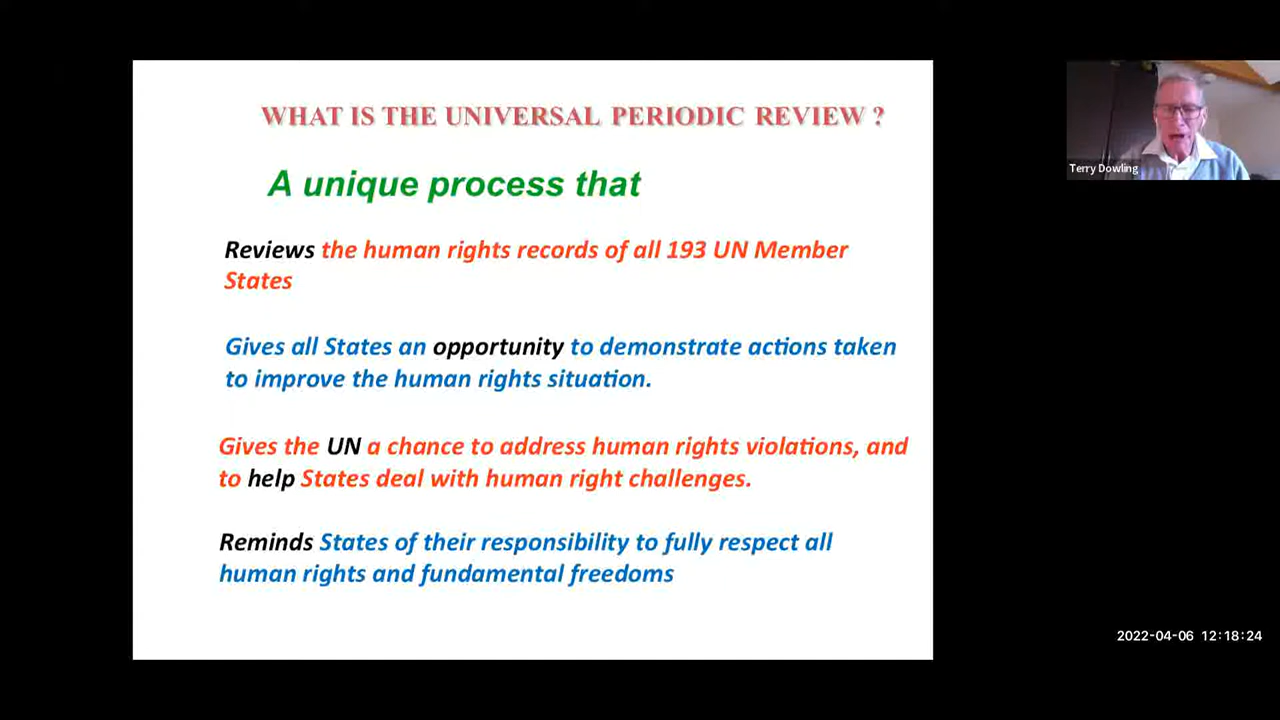 WHAT IS THE UNIVERSAL PERIODIC REVIEW ?
A unique process that
Reviews the human rights records of all 193 UN Member
States
Gives all States an opportunity to demonstrate actions taken
to improve the human rights situation.
Gives the UN a chance to address human rights violations, and
to help States deal with human right challenges.
Reminds States of their responsibility to fully respect all
human rights and fundamental freedoms
Terry Dowling
2022-04-06 12:18:24